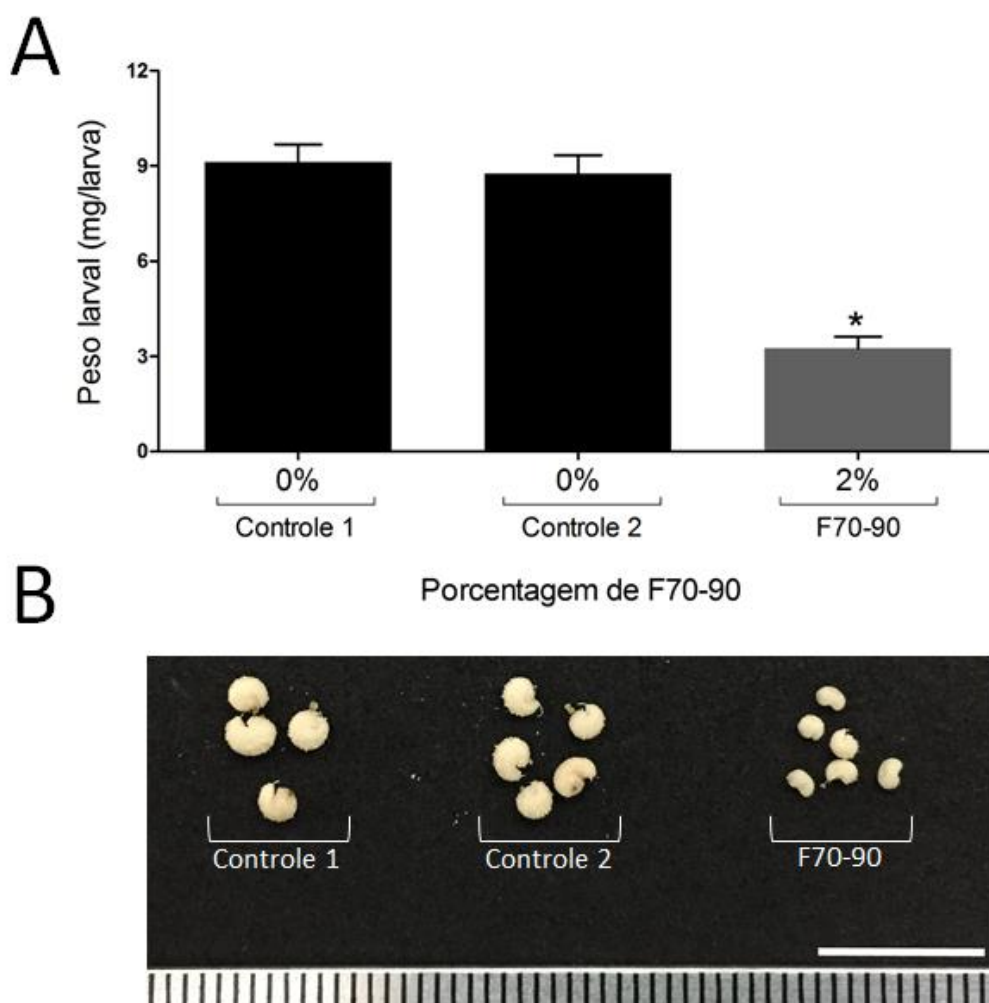 A
12
9
6
3
0
Peso larval (mg/larva)
*
0%
0%
2%
Controle 1
Controle 2
F70-90
Porcentagem de F70-90
B
Controle 1
Controle 2
F70-90